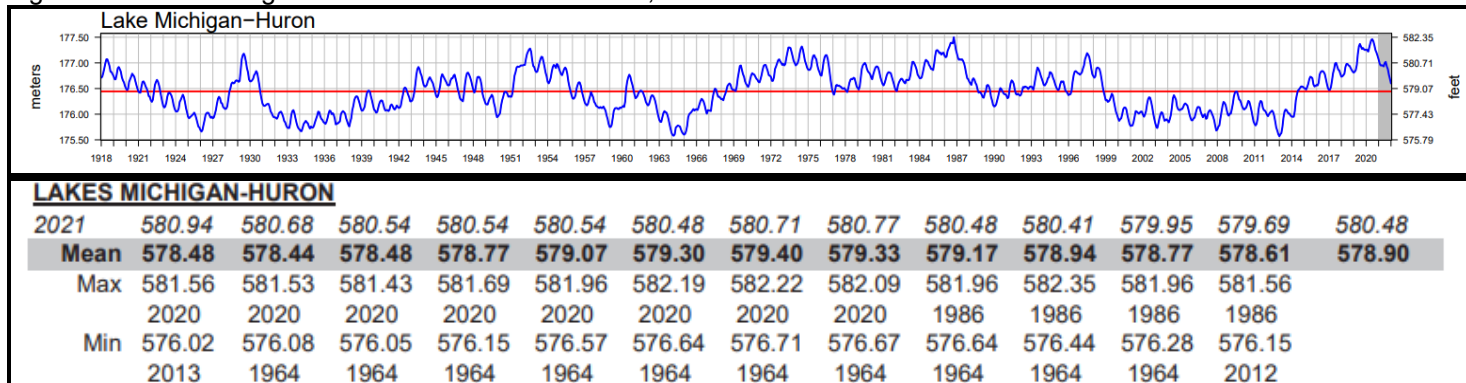 Lake Michigan−Huron
177.50
177.00
176.50
176.00
175.50
meters
582.35
580.71
579.07
577.43
575.79
feet
1918 1921 1924 1927 1930 1933 1936 1939 1942 1945 1948 1951 1954 1957 1960 1963 1966 1969 1972 1975 1978 1981 1984 1987 1990 1993 1996 1999 2002 2005 2008 2011 2014 2017 2020
LAKES MICHIGAN-HURON
2021 580.94 580.68 580.54 580.54 580.54 580.48 580.71 580.77 580.48 580.41 579.95 579.69 580.48
Mean 578.48 578.44 578.48 578.77 579.07 579.30 579.40 579.33 579.17 578.94 578.77 578.61 578.90
Max 581.56 581.53 581.43 581.69 581.96 582.19 582.22 582.09 581.96 582.35 581.96 581.56
2020 2020 2020 2020 2020 2020 2020 2020 1986 1986 1986 1986
Min 576.02 576.08 576.05 576.15 576.57 576.64 576.71 576.67 576.64 576.44 576.28 576.15
2013 1964 1964 1964 1964 1964 1964 1964 1964 1964 1964 2012